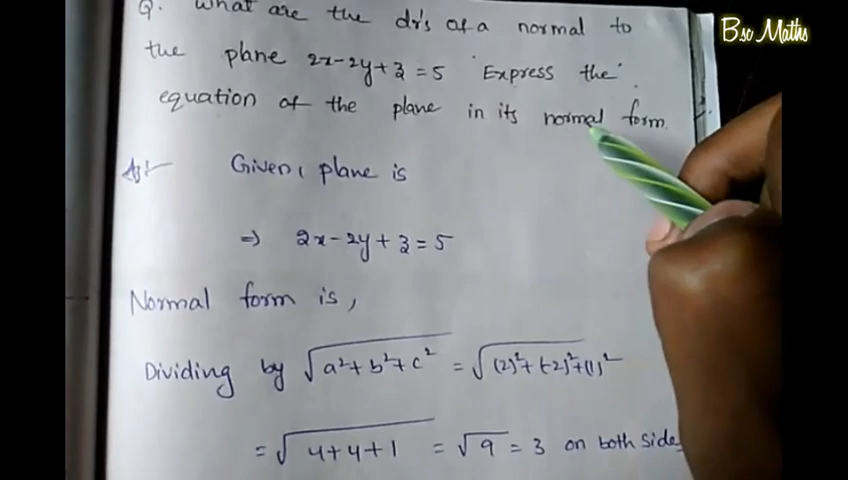 Bsc Maths
Q. What are the dr's of a normal to
the plane 2x-2y+z=5 Express the
equation of the plane in its normal form.
Given, plane is
⇒ 2x-2y+z=5
Normal form is,
Dividing by √a²+b²+c² = √(2)²+(-2)²+(1)²
= √4+4+1 = √9 = 3 on both sides